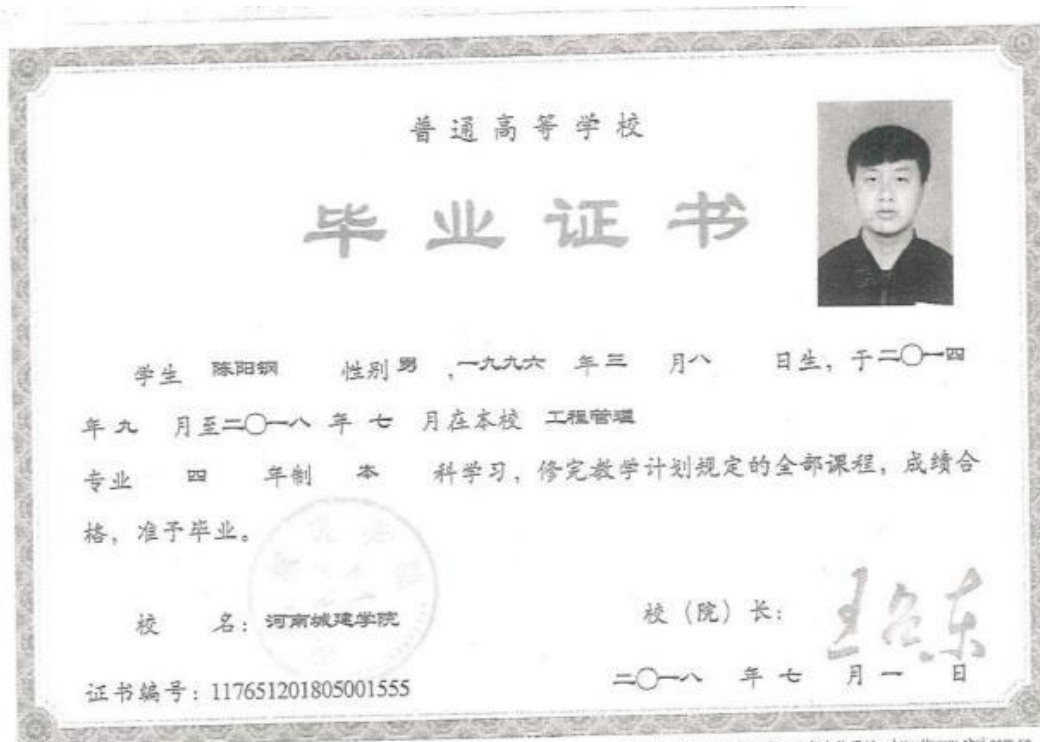 普通高等学校
毕业证书
学生 陈阳钢 性别 男 ,一九九六 年 三 月 八 日生，于二〇一四
年 九 月至二〇一八 年 七 月在本校 工程管理
专业 四 年制 本 科学习，修完教学计划规定的全部课程，成绩合
格，准予毕业。
校 名：河南城建学院 校（院）长：
证书编号：117651201805001555 二〇一八 年 七 月 一 日